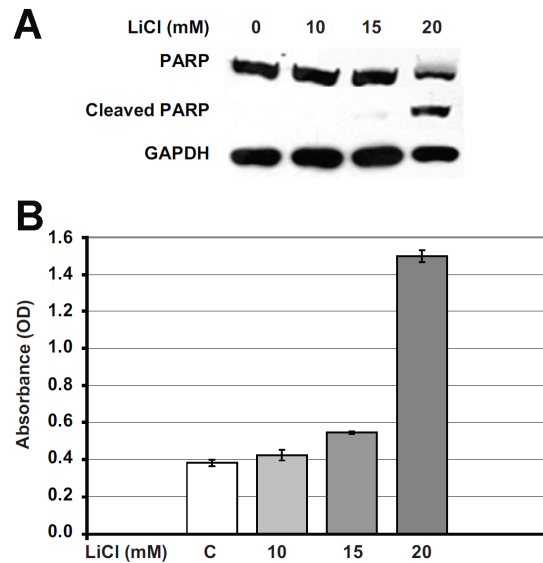 A
LiCl (mM) 0 10 15 20
PARP
Cleaved PARP
GAPDH
B
1.6
1.4
1.2
1.0
0.8
0.6
0.4
0.2
0.0
Absorbance (OD)
LiCl (mM) C 10 15 20